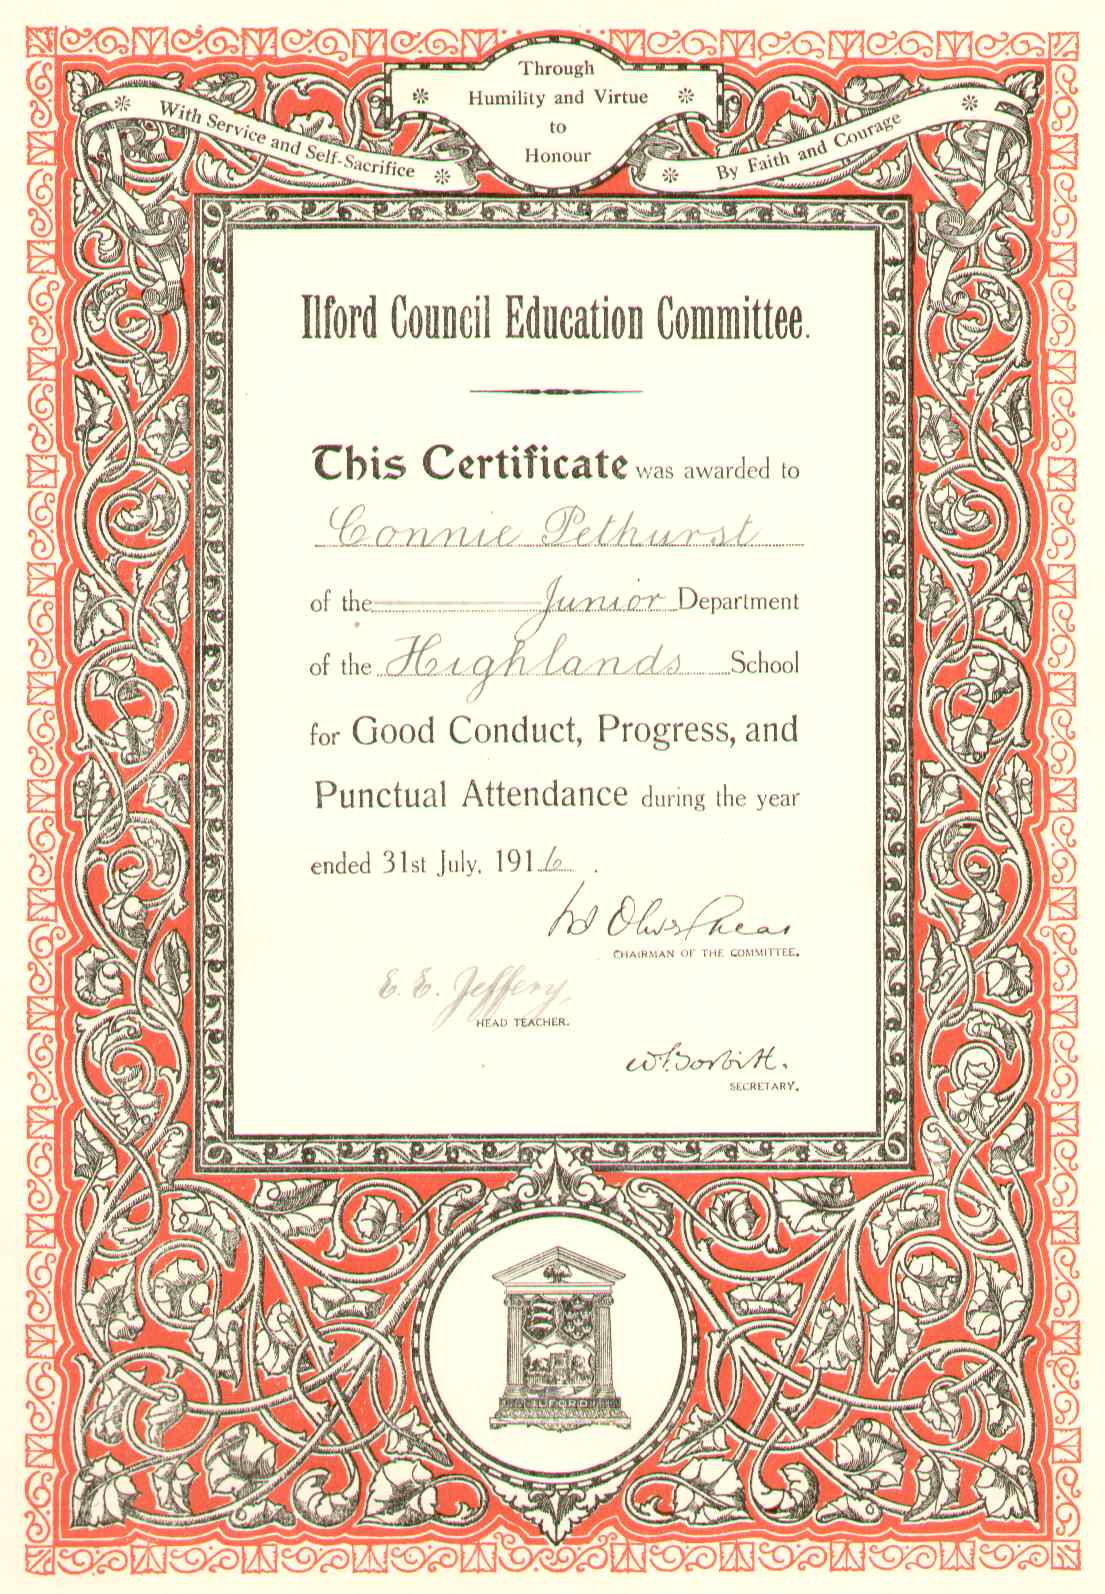 Through
Humility and Virtue
to
Honour
With Service and Self-Sacrifice
By Faith and Courage
Ilford Council Education Committee.
This Certificate was awarded to
Connie Pethurst
of the Junior Department
of the Highlands School
for Good Conduct, Progress, and
Punctual Attendance during the year
ended 31st July, 1916.
CHAIRMAN OF THE COMMITTEE.
E. E. Jeffery,
HEAD TEACHER.
SECRETARY.
ILFORD